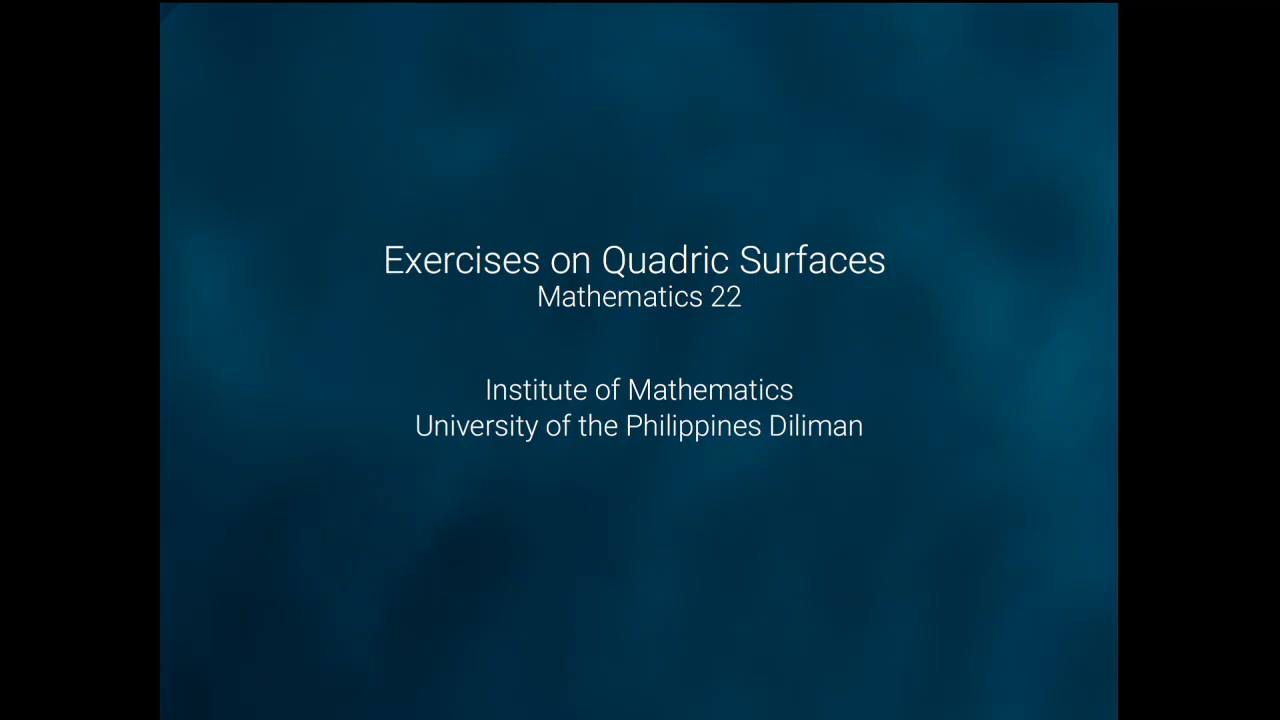 Exercises on Quadric Surfaces
Mathematics 22
Institute of Mathematics
University of the Philippines Diliman